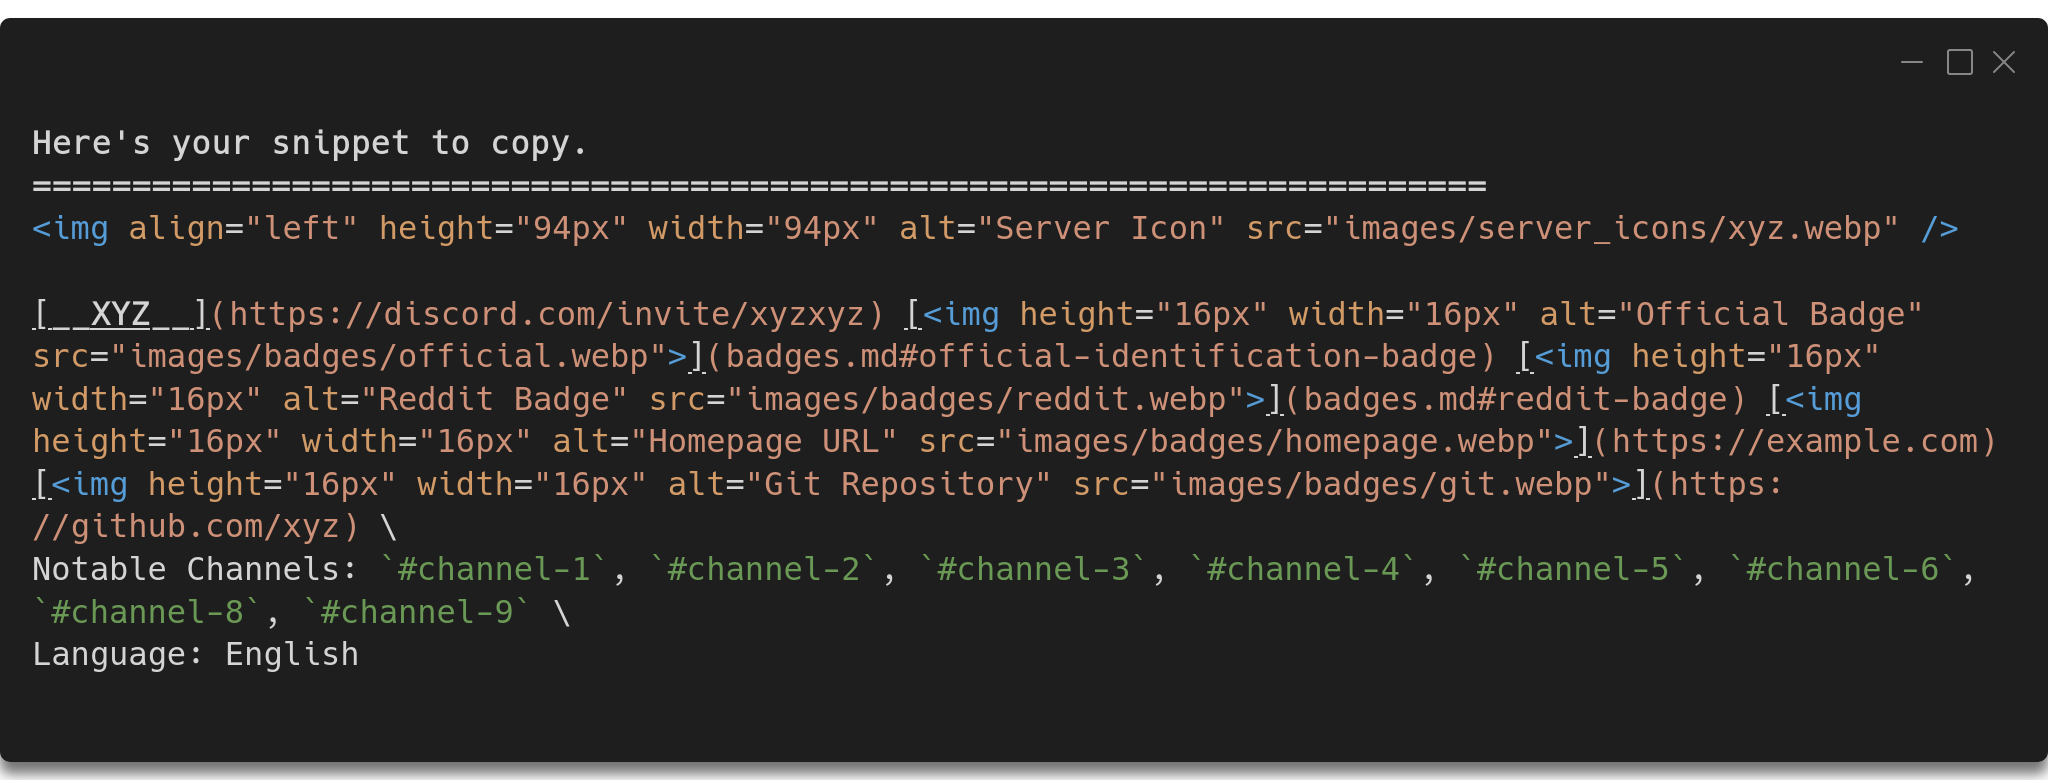 Here's your snippet to copy.
=========================================================================
<img align="left" height="94px" width="94px" alt="Server Icon" src="images/server_icons/xyz.webp" />
[__XYZ__](https://discord.com/invite/xyzxyz) [<img height="16px" width="16px" alt="Official Badge"
src="images/badges/official.webp">](badges.md#official-identification-badge) [<img height="16px"
width="16px" alt="Reddit Badge" src="images/badges/reddit.webp">](badges.md#reddit-badge) [<img
height="16px" width="16px" alt="Homepage URL" src="images/badges/homepage.webp">](https://example.com)
[<img height="16px" width="16px" alt="Git Repository" src="images/badges/git.webp">](https:
//github.com/xyz) \
Notable Channels: `#channel-1`, `#channel-2`, `#channel-3`, `#channel-4`, `#channel-5`, `#channel-6`,
`#channel-8`, `#channel-9` \
Language: English